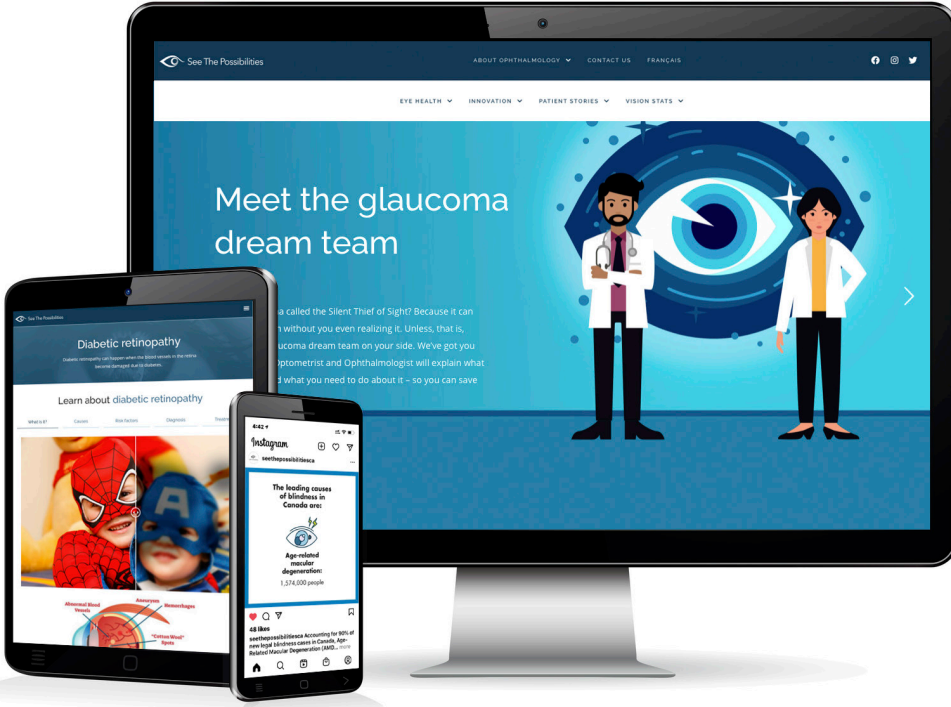 See The Possibilities
ABOUT OPHTHALMOLOGY
CONTACT US
FRANÇAIS
EYE HEALTH
INNOVATION
PATIENT STORIES
VISION STATS
Meet the glaucoma
dream team
a called the Silent Thief of Sight? Because it can
without you even realizing it. Unless, that is,
ucoma dream team on your side. We've got you
Optometrist and Ophthalmologist will explain what
d what you need to do about it – so you can save
See The Possibilities
Diabetic retinopathy
Diabetic retinopathy can happen when the blood vessels in the retina
become damaged due to diabetes.
Learn about diabetic retinopathy
What is it?
Causes
Risk factors
Diagnosis
Treatm
A
Abnormal Blood
Vessels
Aneurysm
Hemorrhages
"Cotton Wool"
Spots
4:42
Instagram
seethepossibilitiesca
The leading causes
of blindness in
Canada are:
Age-related
macular
degeneration:
1,574,000 people
48 likes
seethepossibilitiesca Accounting for 90% of
new legal blindness cases in Canada, Age-
Related Macular Degeneration (AMD... more